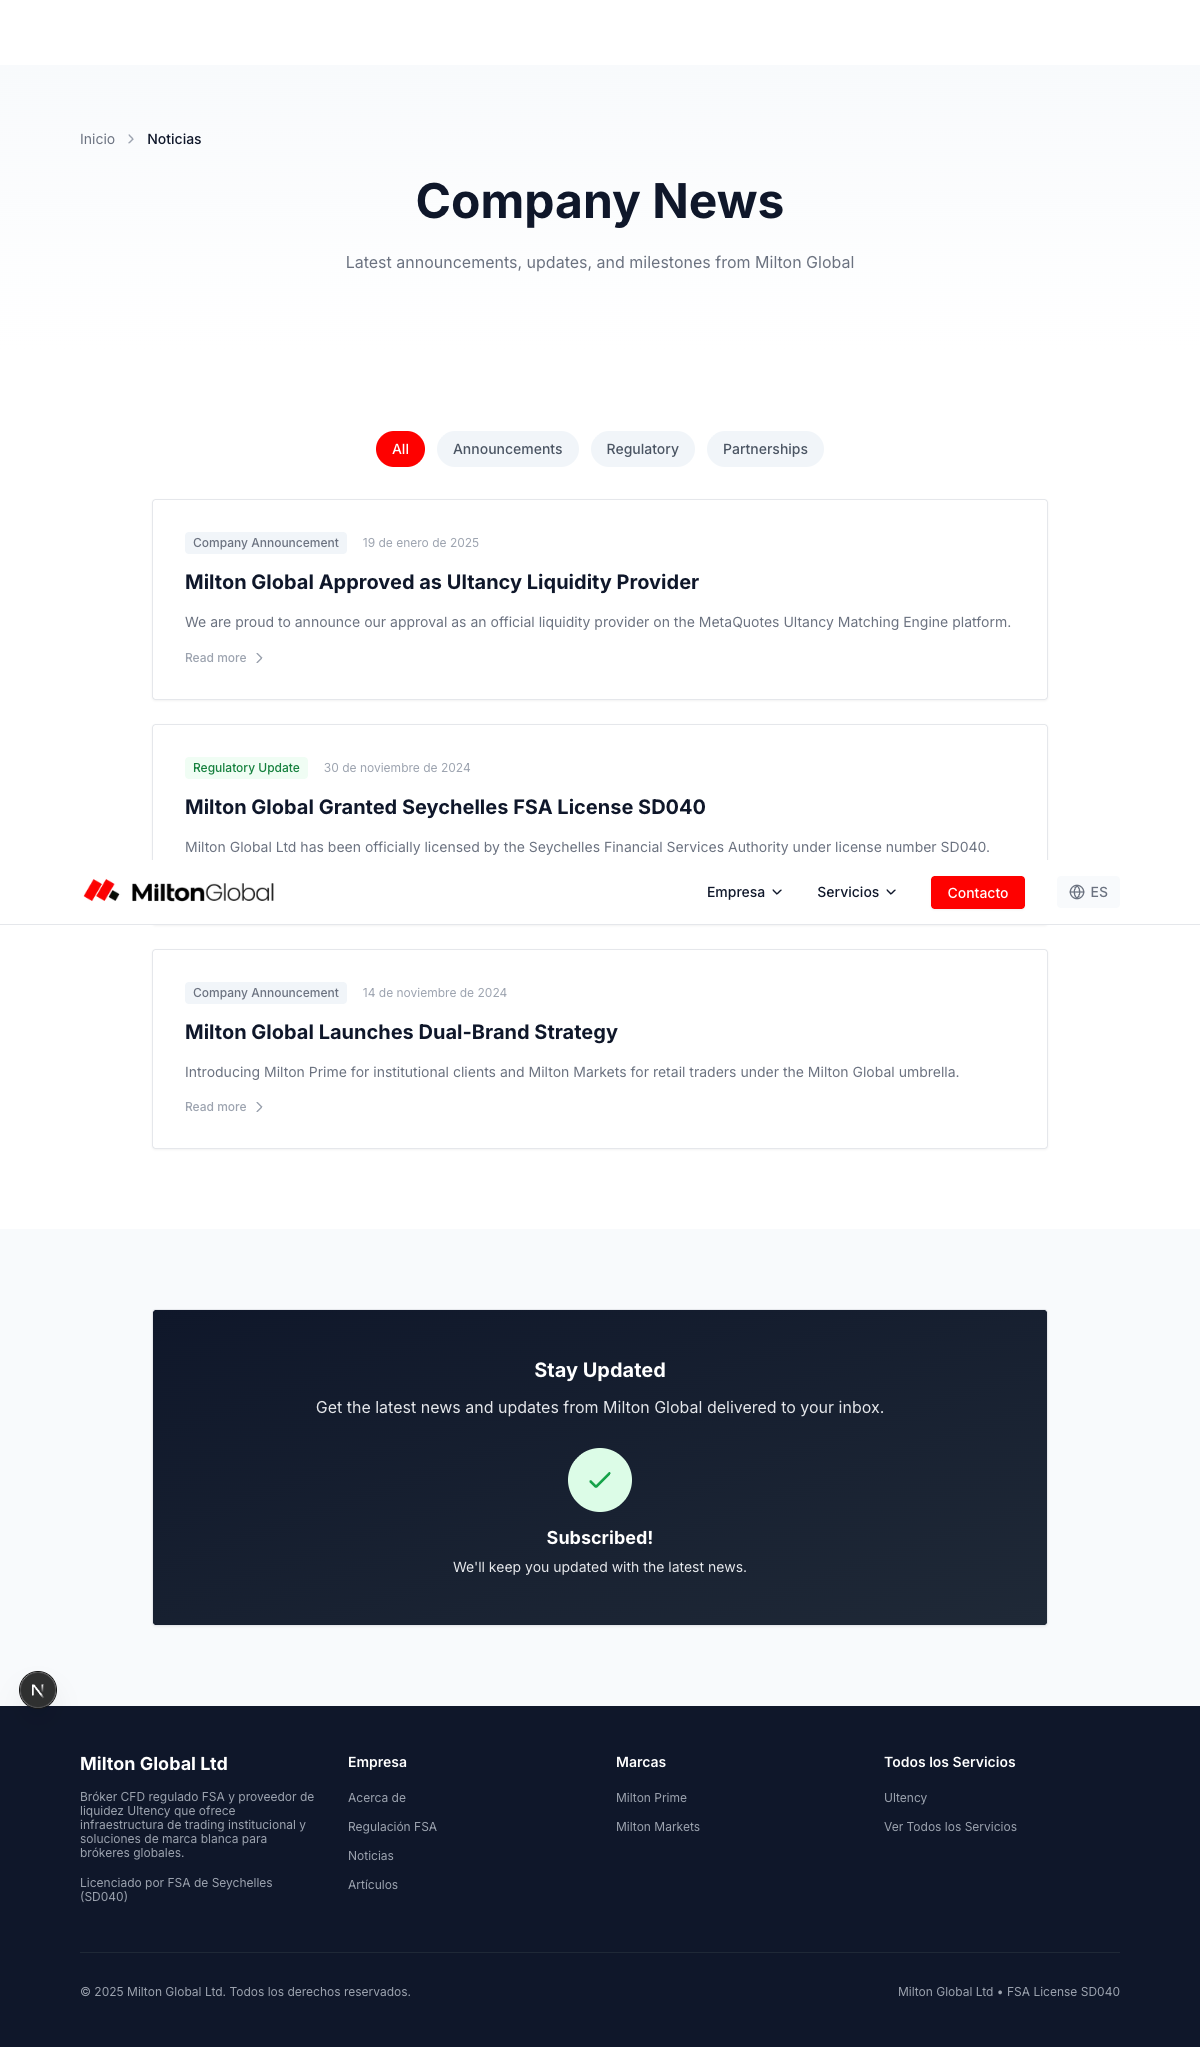 Inicio
Noticias
Company News
Latest announcements, updates, and milestones from Milton Global
All
Announcements
Regulatory
Partnerships
Company Announcement
19 de enero de 2025
Milton Global Approved as Ultancy Liquidity Provider
We are proud to announce our approval as an official liquidity provider on the MetaQuotes Ultancy Matching Engine platform.
Read more
Regulatory Update
30 de noviembre de 2024
Milton Global Granted Seychelles FSA License SD040
Milton Global Ltd has been officially licensed by the Seychelles Financial Services Authority under license number SD040.
MiltonGlobal
Empresa
Servicios
Contacto
ES
Company Announcement
14 de noviembre de 2024
Milton Global Launches Dual-Brand Strategy
Introducing Milton Prime for institutional clients and Milton Markets for retail traders under the Milton Global umbrella.
Read more
Stay Updated
Get the latest news and updates from Milton Global delivered to your inbox.
Subscribed!
We'll keep you updated with the latest news.
N
Milton Global Ltd
Bróker CFD regulado FSA y proveedor de
liquidez Ultency que ofrece
infraestructura de trading institucional y
soluciones de marca blanca para
brókeres globales.
Licenciado por FSA de Seychelles
(SD040)
Empresa
Acerca de
Regulación FSA
Noticias
Artículos
Marcas
Milton Prime
Milton Markets
Todos los Servicios
Ultency
Ver Todos los Servicios
© 2025 Milton Global Ltd. Todos los derechos reservados.
Milton Global Ltd • FSA License SD040